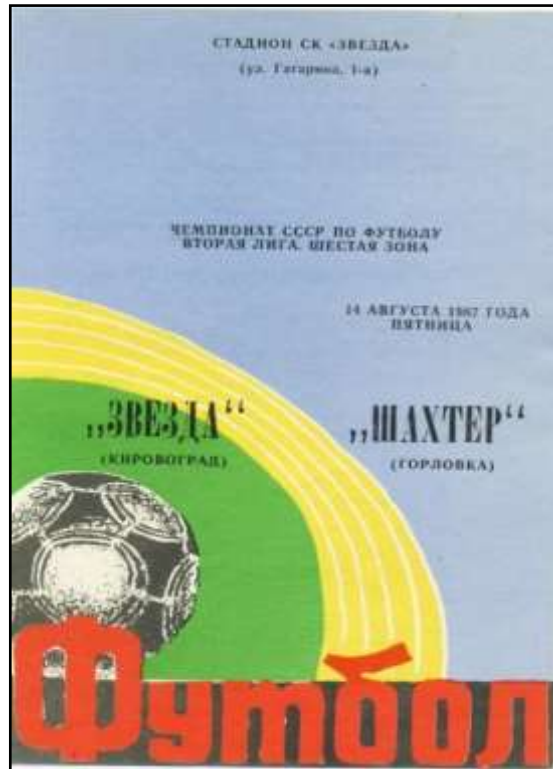 СТАДИОН СК «ЗВЕЗДА»
(ул. Гагарина, 1-а)
ЧЕМПИОНАТ СССР ПО ФУТБОЛУ
ВТОРАЯ ЛИГА. ШЕСТАЯ ЗОНА
14 АВГУСТА 1987 ГОДА
ПЯТНИЦА
„ЗВЕЗДА“
(КИРОВОГРАД)
„ШАХТЕР“
(ГОРЛОВКА)
Футбол